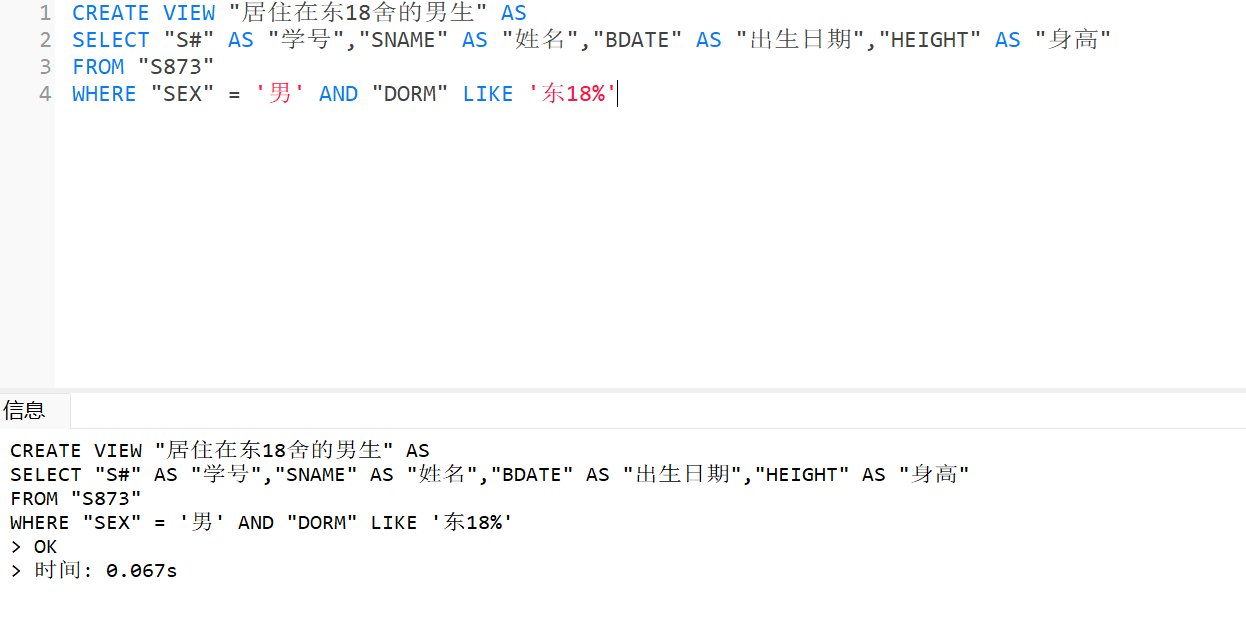 1 CREATE VIEW "居住在东18舍的男生" AS
2 SELECT "S#" AS "学号","SNAME" AS "姓名","BDATE" AS "出生日期","HEIGHT" AS "身高"
3 FROM "S873"
4 WHERE "SEX" = '男' AND "DORM" LIKE '东18%'
信息
CREATE VIEW "居住在东18舍的男生" AS
SELECT "S#" AS "学号","SNAME" AS "姓名","BDATE" AS "出生日期","HEIGHT" AS "身高"
FROM "S873"
WHERE "SEX" = '男' AND "DORM" LIKE '东18%'
> OK
> 时间: 0.067s